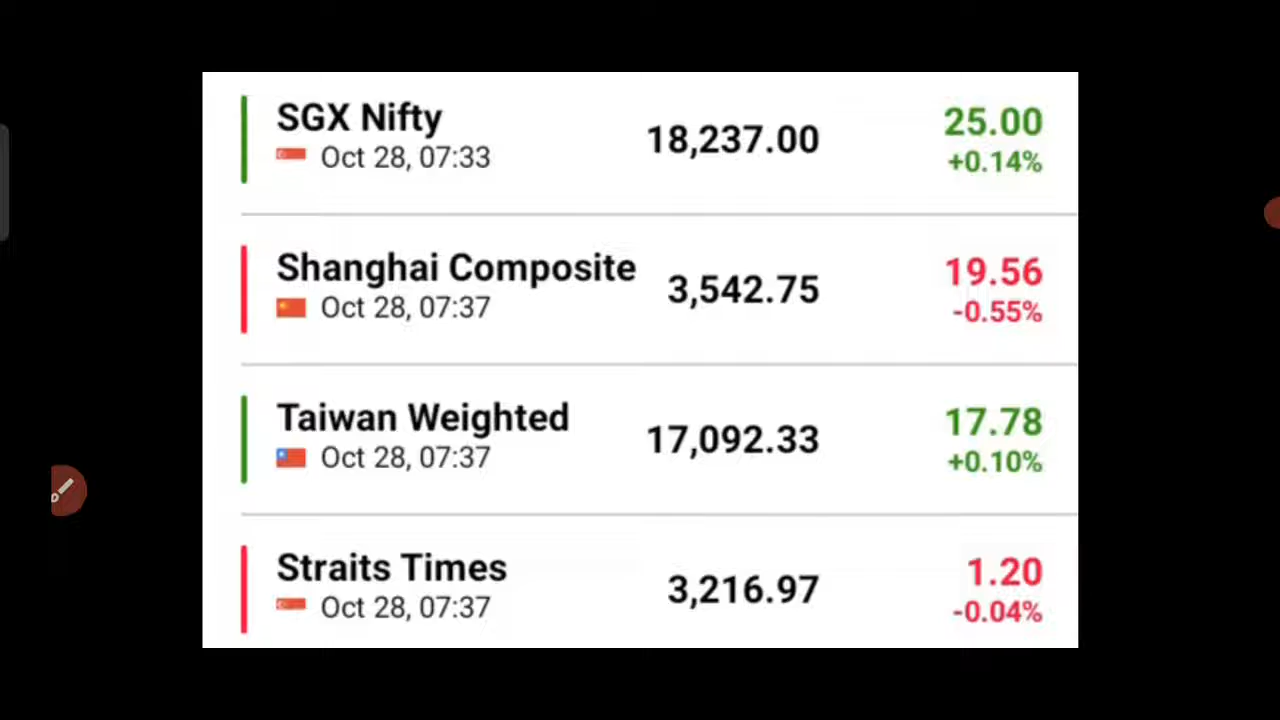 SGX Nifty
Oct 28, 07:33
18,237.00
25.00
+0.14%
Shanghai Composite
Oct 28, 07:37
3,542.75
19.56
-0.55%
Taiwan Weighted
Oct 28, 07:37
17,092.33
17.78
+0.10%
Straits Times
Oct 28, 07:37
3,216.97
1.20
-0.04%